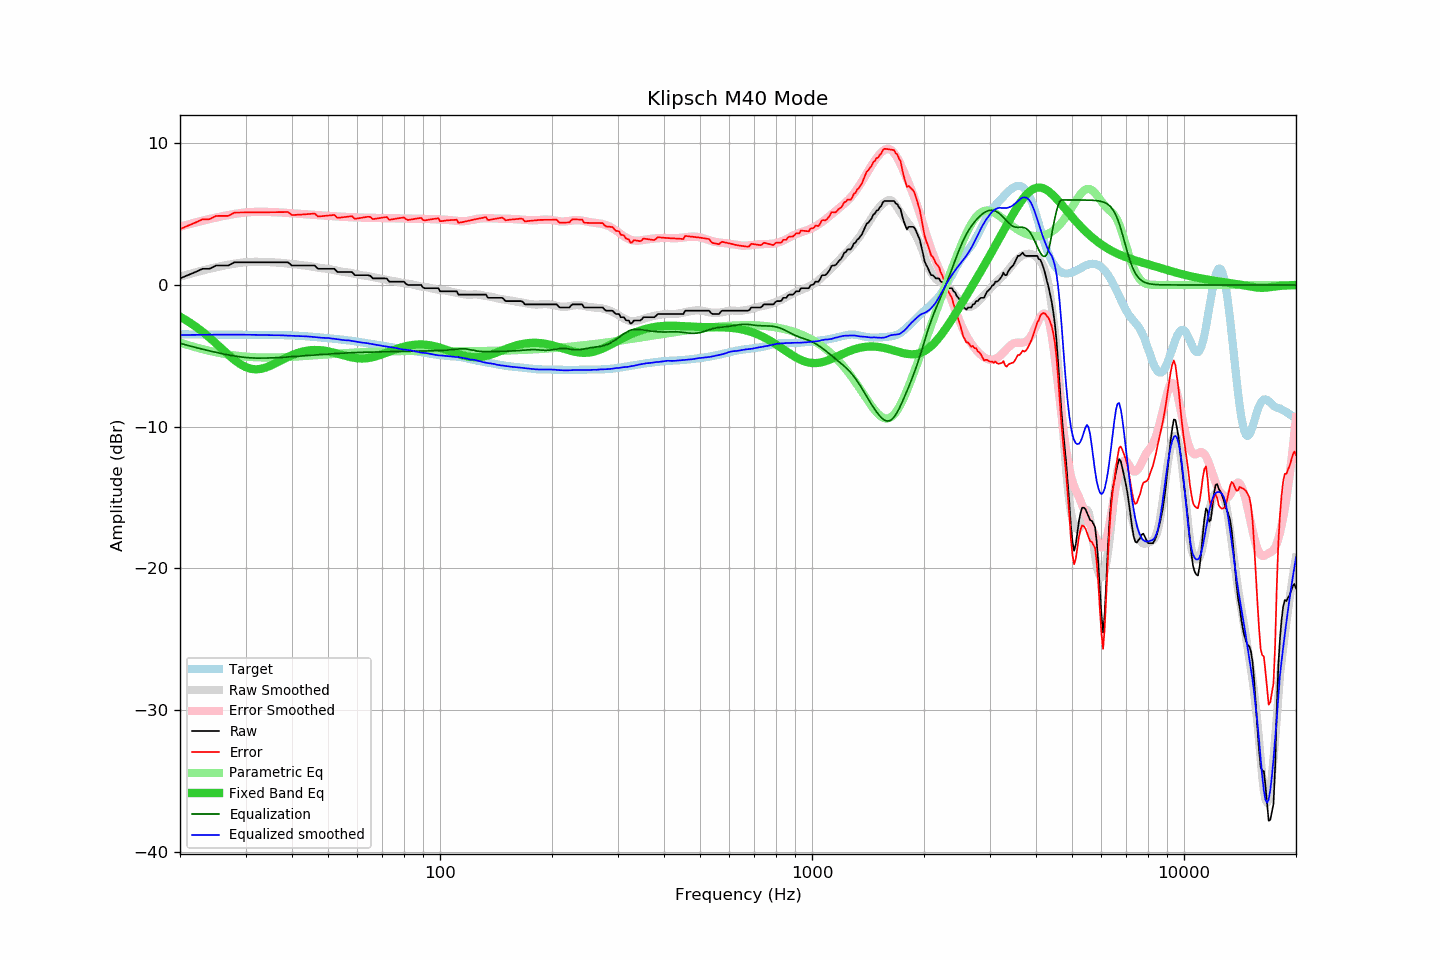 Klipsch M40 Mode
Amplitude (dBr)
10
0
−10
−20
−30
−40
Target
Raw Smoothed
Error Smoothed
Raw
Error
Parametric Eq
Fixed Band Eq
Equalization
Equalized smoothed
100
1000
10000
Frequency (Hz)